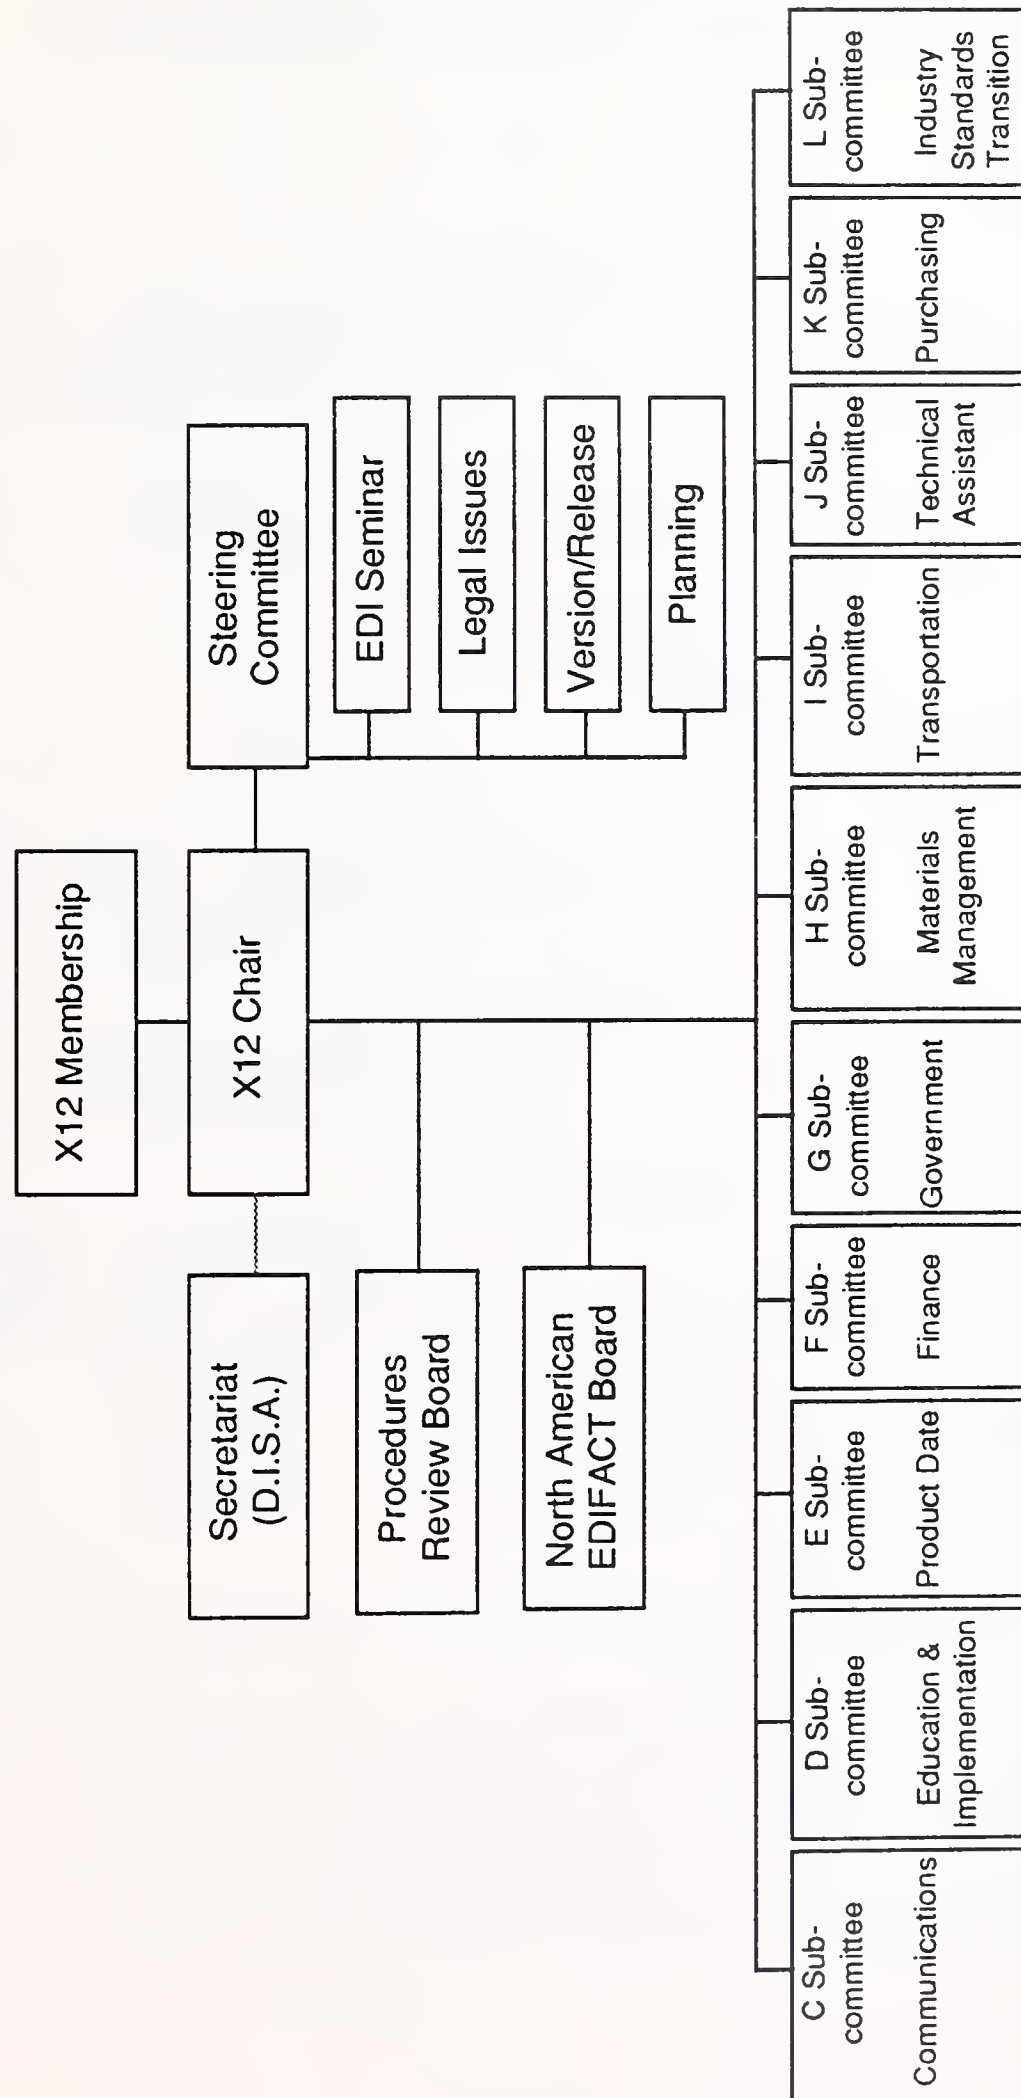 X12 Membership
Secretariat
(D.I.S.A.)
X12 Chair
Steering
Committee
Procedures
Review Board
North American
EDIFACT Board
EDI Seminar
Legal Issues
Version/Release
Planning
C Sub-
committee
Communications
D Sub-
committee
Education &
Implementation
E Sub-
committee
Product Date
F Sub-
committee
Finance
G Sub-
committee
Government
H Sub-
committee
Materials
Management
I Sub-
committee
Transportation
J Sub-
committee
Technical
Assistant
K Sub-
committee
Purchasing
L Sub-
committee
Industry
Standards
Transition